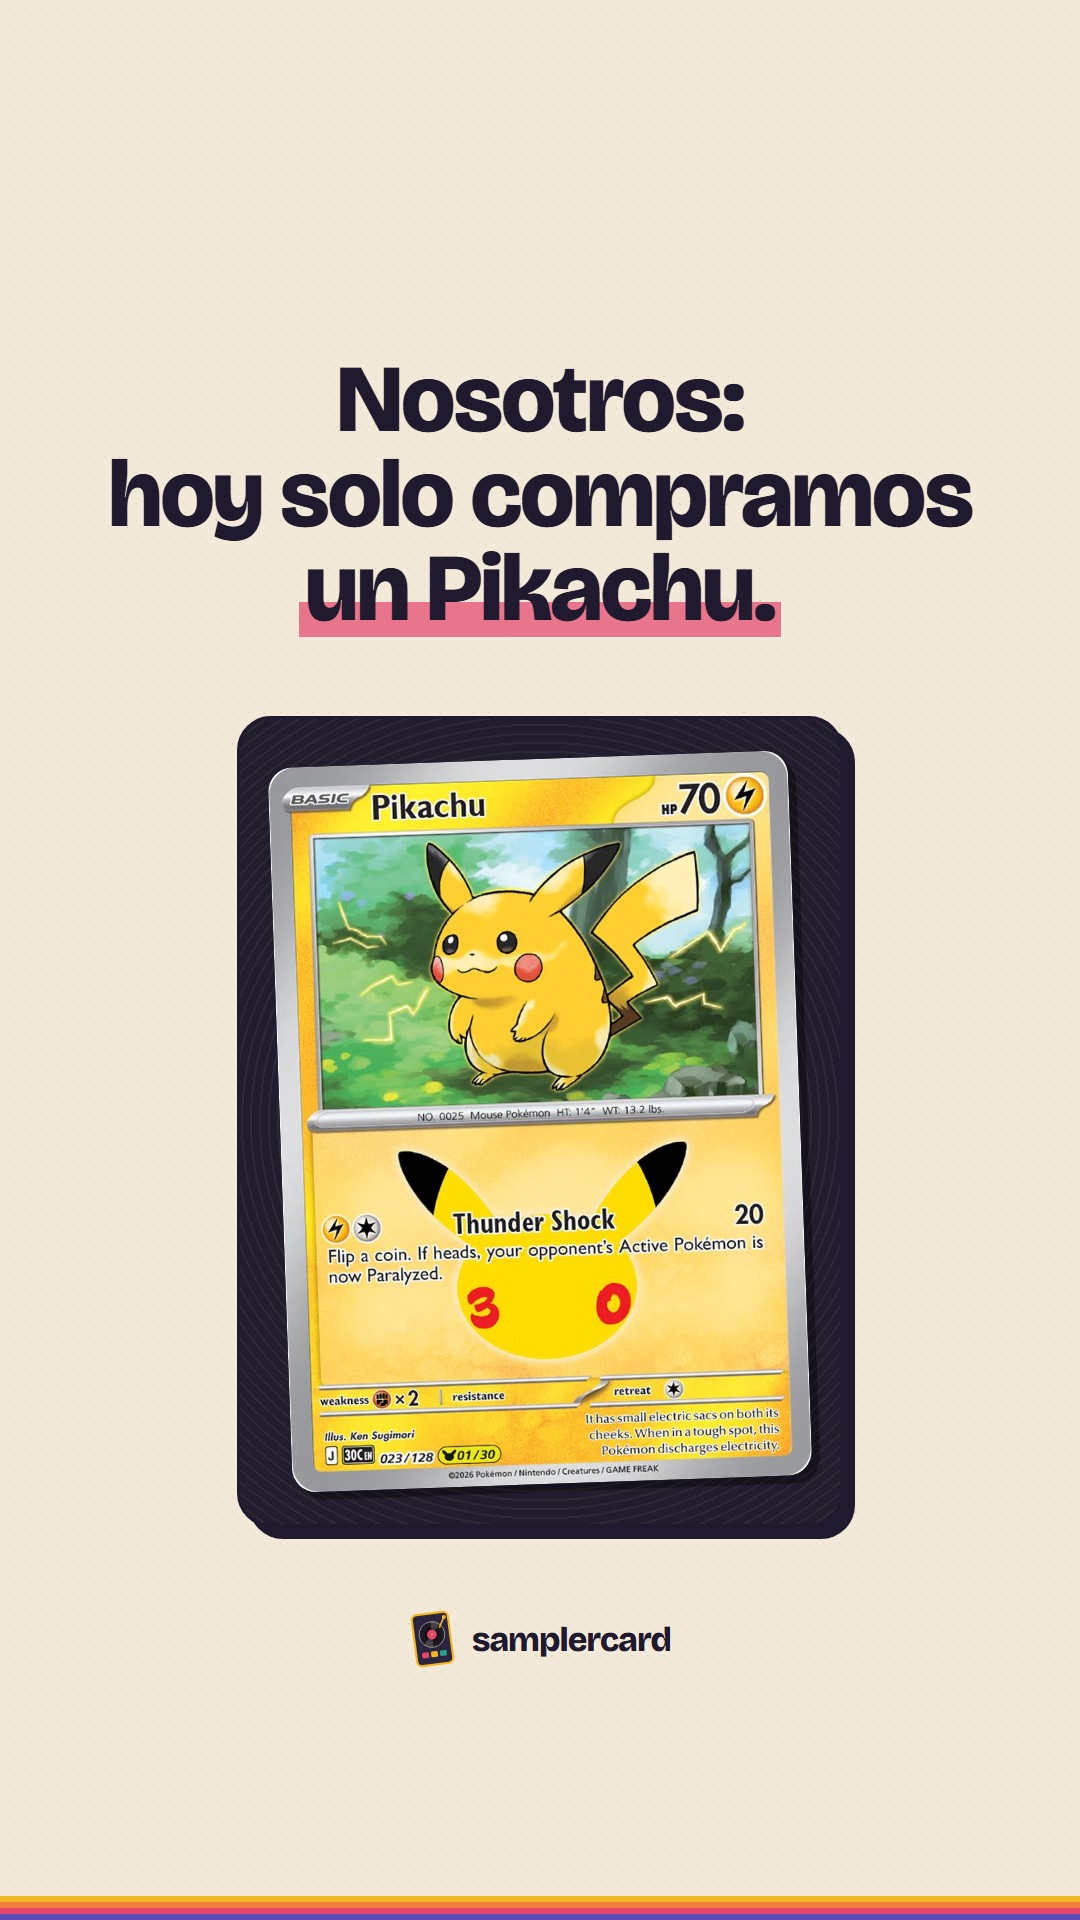 Nosotros:
hoy solo compramos
un Pikachu.
BASIC Pikachu HP 70
NO. 0025 Mouse Pokémon HT: 1'4" WT: 13.2 lbs.
Thunder Shock 20
Flip a coin. If heads, your opponent's Active Pokémon is
now Paralyzed.
3 0
weakness ×2 resistance retreat
It has small electric sacs on both its
cheeks. When in a tough spot, this
Pokémon discharges electricity.
Illus. Ken Sugimori
J 30C EN 023/128 01/30
©2026 Pokémon / Nintendo / Creatures / GAME FREAK
samplercard